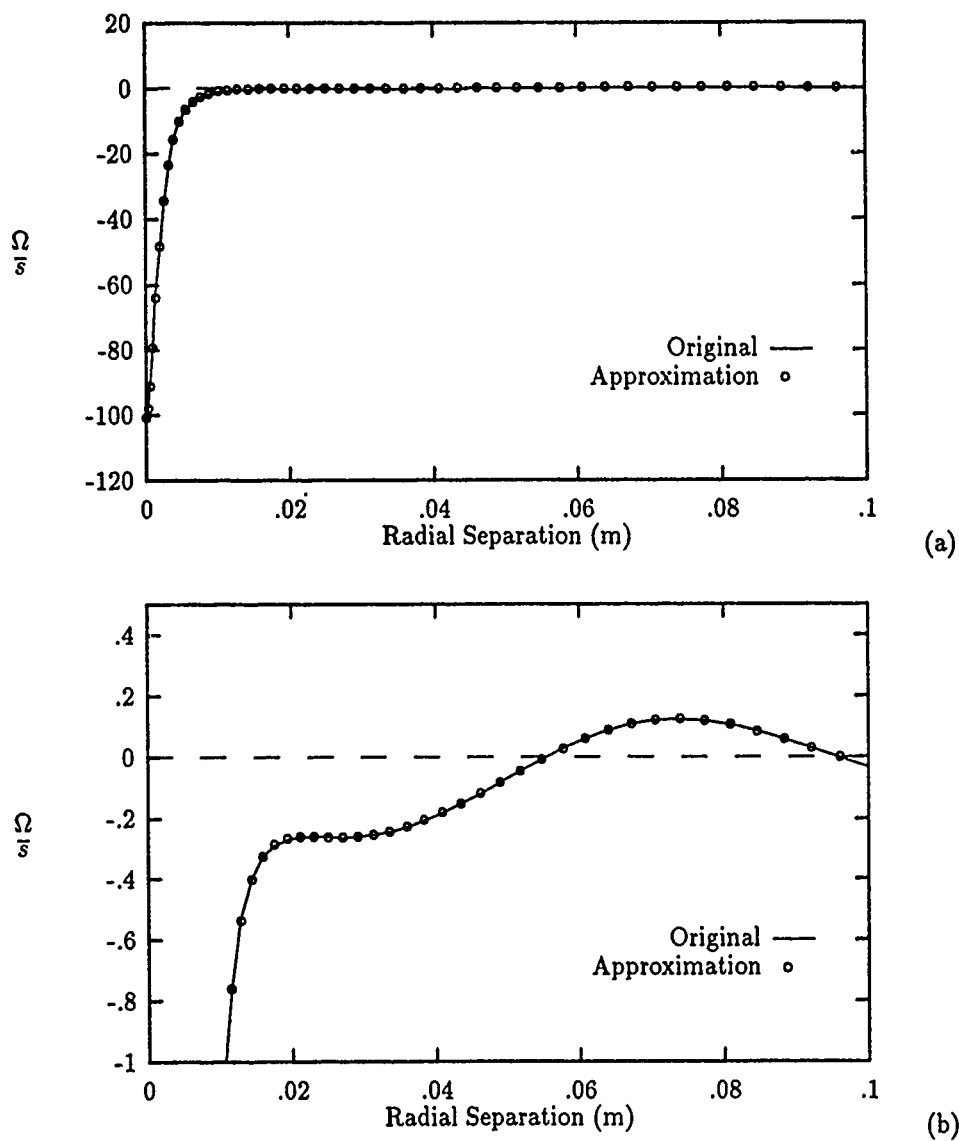 20
0
-20
-40
-60
-80
-100
-120
Ω
s
Original
Approximation
0 .02 .04 .06 .08 .1
Radial Separation (m)
(a)
.4
.2
0
-.2
-.4
-.6
-.8
-1
Ω
s
Original
Approximation
0 .02 .04 .06 .08 .1
Radial Separation (m)
(b)